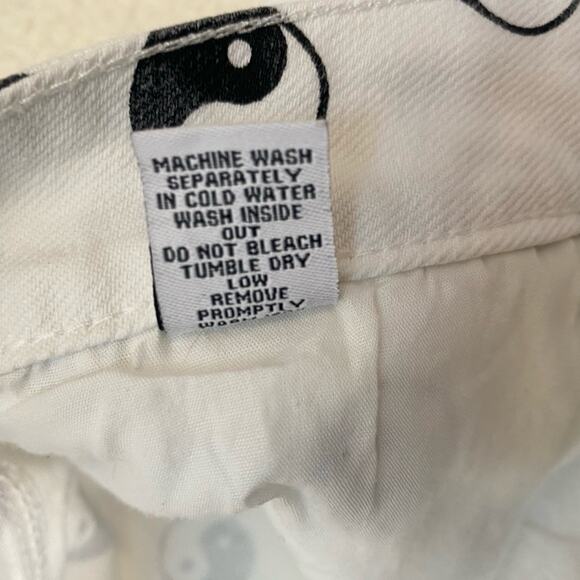 MACHINE WASH
SEPARATELY
IN COLD WATER
WASH INSIDE
OUT
DO NOT BLEACH
TUMBLE DRY
LOW
REMOVE
PROMPTLY